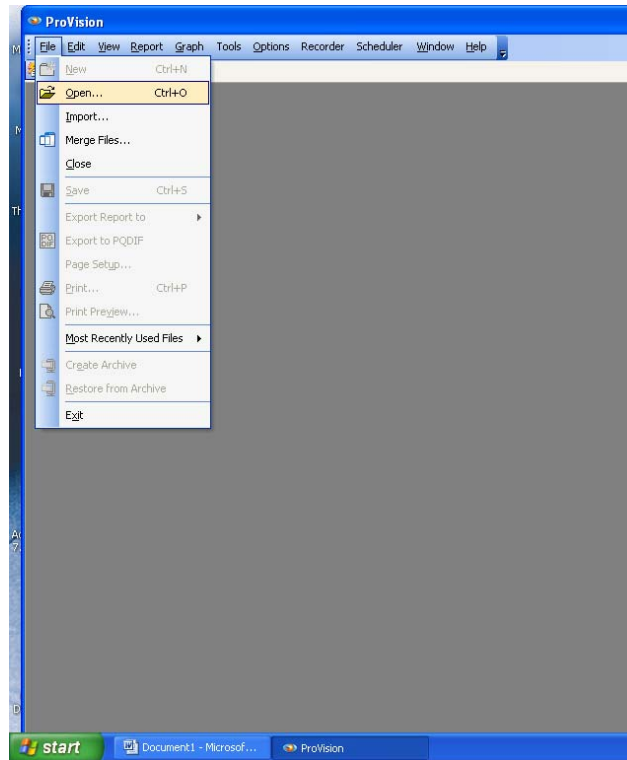 ProVision
File Edit View Report Graph Tools Options Recorder Scheduler Window Help
New Ctrl+N
Open... Ctrl+O
Import...
Merge Files...
Close
Save Ctrl+S
Export Report to
Export to PQDIF
Page Setup...
Print... Ctrl+P
Print Preview...
Most Recently Used Files
Create Archive
Restore from Archive
Exit
start Document1 - Microsof... ProVision